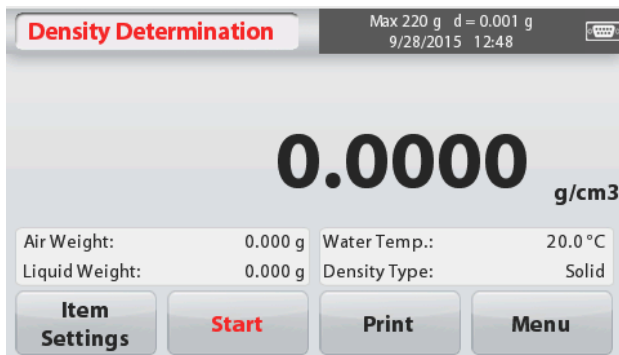 Density Determination
Max 220 g d = 0.001 g
9/28/2015 12:48
0.0000
g/cm3
Air Weight: 0.000 g
Liquid Weight: 0.000 g
Water Temp.: 20.0 °C
Density Type: Solid
Item
Settings
Start
Print
Menu